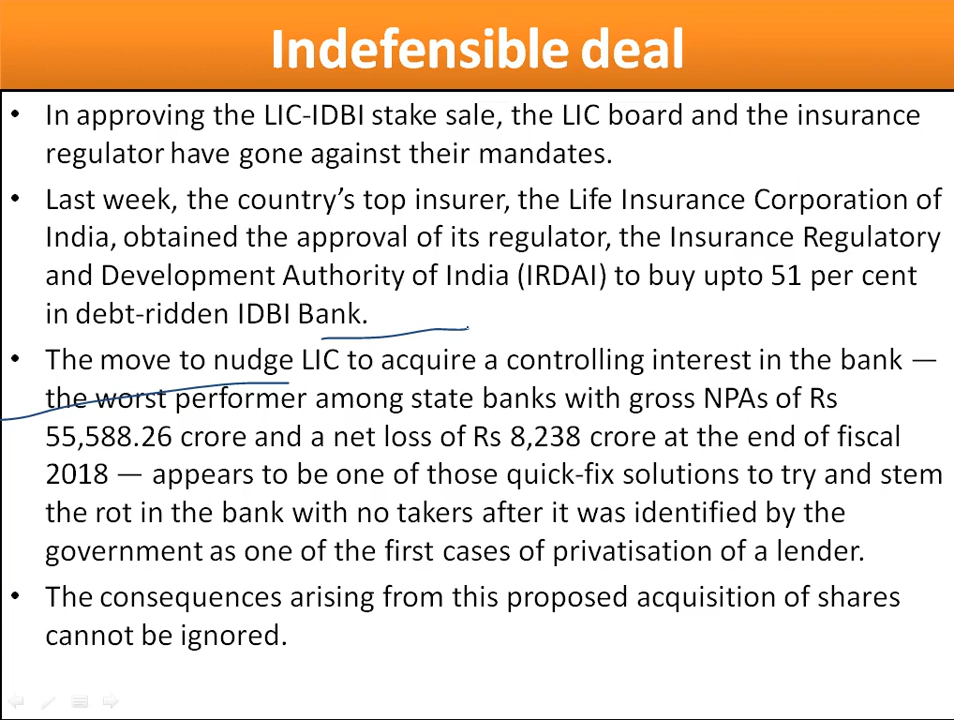 Indefensible deal
• In approving the LIC-IDBI stake sale, the LIC board and the insurance
regulator have gone against their mandates.
• Last week, the country’s top insurer, the Life Insurance Corporation of
India, obtained the approval of its regulator, the Insurance Regulatory
and Development Authority of India (IRDAI) to buy upto 51 per cent
in debt-ridden IDBI Bank.
• The move to nudge LIC to acquire a controlling interest in the bank —
the worst performer among state banks with gross NPAs of Rs
55,588.26 crore and a net loss of Rs 8,238 crore at the end of fiscal
2018 — appears to be one of those quick-fix solutions to try and stem
the rot in the bank with no takers after it was identified by the
government as one of the first cases of privatisation of a lender.
• The consequences arising from this proposed acquisition of shares
cannot be ignored.